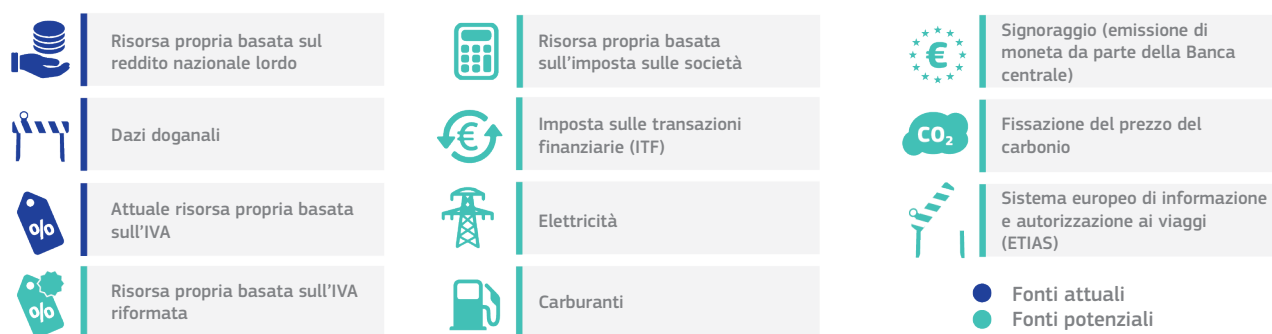 Risorsa propria basata sul
reddito nazionale lordo
Dazi doganali
Attuale risorsa propria basata
sull'IVA
%
Risorsa propria basata sull'IVA
riformata
%
Risorsa propria basata
sull'imposta sulle società
Imposta sulle transazioni
finanziarie (ITF)
€
Elettricità
Carburanti
Signoraggio (emissione di
moneta da parte della Banca
centrale)
€
Fissazione del prezzo del
carbonio
CO₂
Sistema europeo di informazione
e autorizzazione ai viaggi
(ETIAS)
Fonti attuali
Fonti potenziali